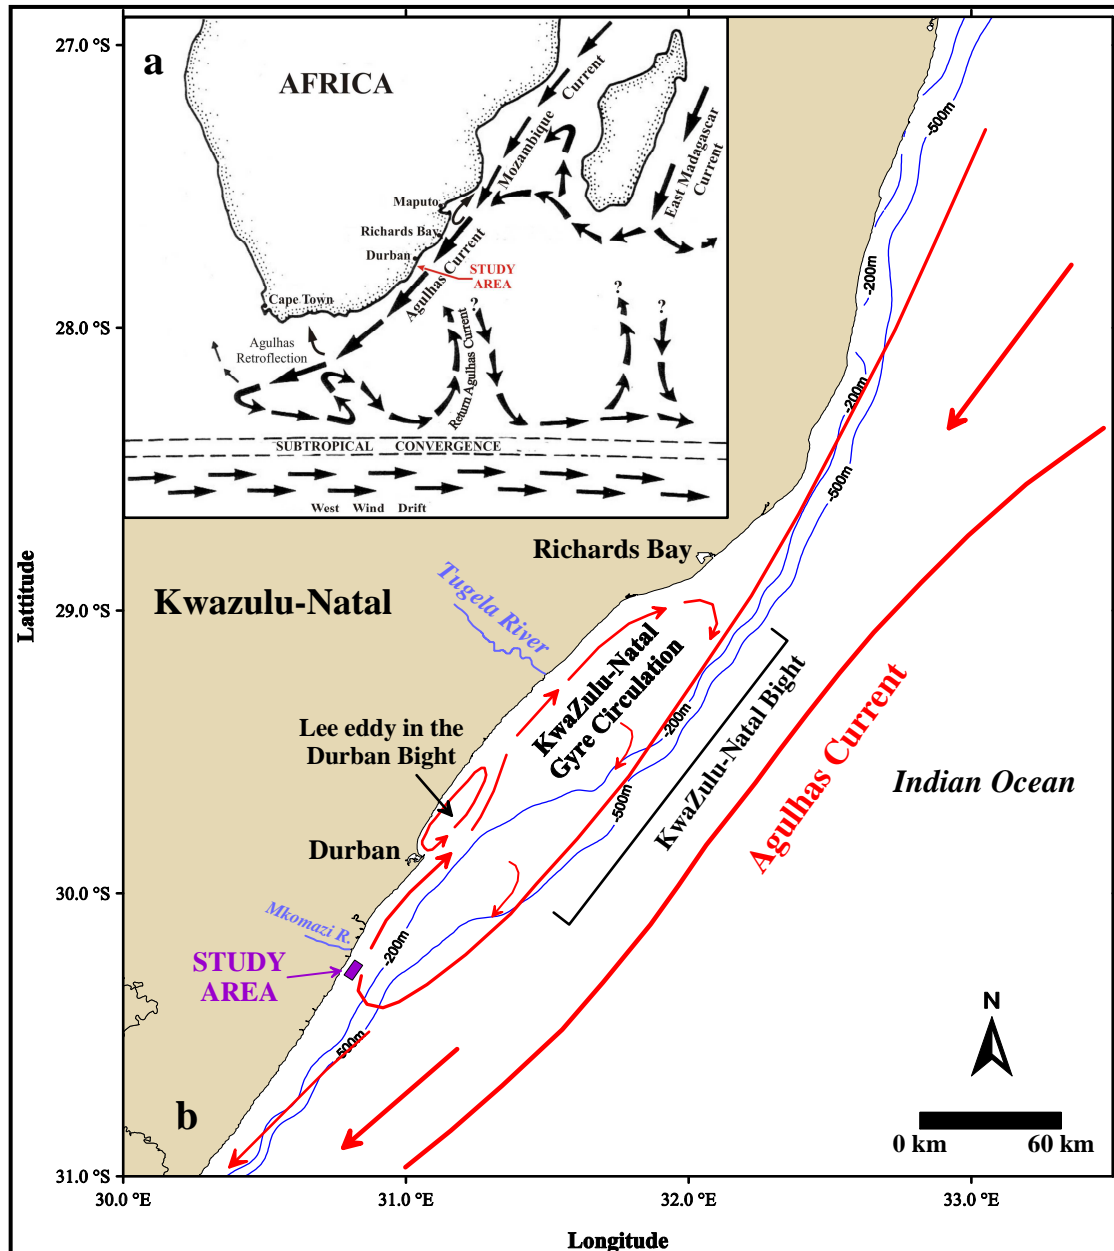 27.0 °S
28.0 °S
29.0 °S
30.0 °S
31.0 °S
30.0 °E
31.0 °E
32.0 °E
33.0 °E
Lattitude
Longitude
a
AFRICA
Mozambique
Current
East Madagascar
Current
Maputo
Richards Bay
Durban
STUDY
AREA
Agulhas Current
Cape Town
Agulhas
Retroflection
Return Agulhas Current
?
?
?
SUBTROPICAL CONVERGENCE
West Wind Drift
-500m
-200m
-200m
-500m
Richards Bay
Tugela River
Kwazulu-Natal
KwaZulu-Natal
Gyre Circulation
Lee eddy in the
Durban Bight
-200m
-500m
KwaZulu-Natal Bight
Agulhas Current
Indian Ocean
Durban
Mkomazi R.
STUDY
AREA
-200m
-500m
b
N
0 km
60 km